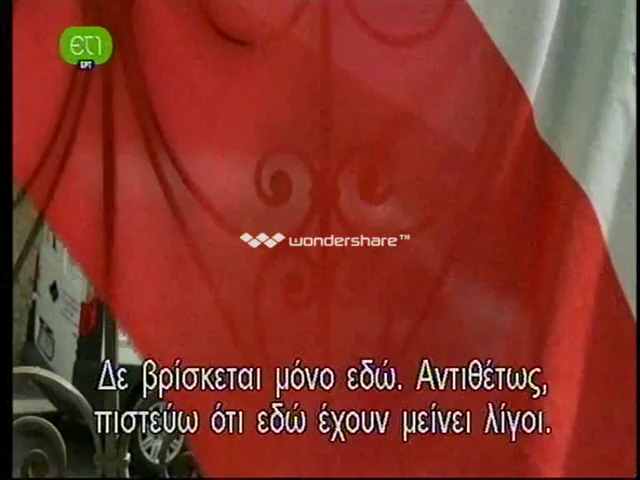 ετ1
ΕΡΤ
wondershare™
Δε βρίσκεται μόνο εδώ. Αντιθέτως,
πιστεύω ότι εδώ έχουν μείνει λίγοι.